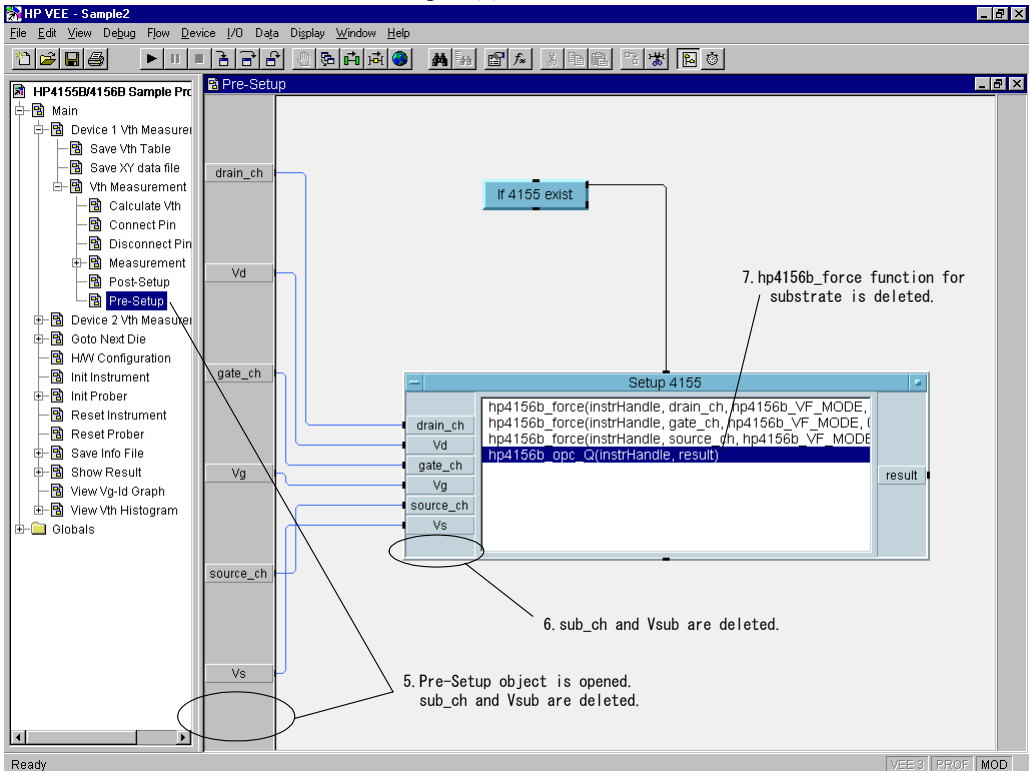 HP VEE - Sample2
File Edit View Debug Flow Device I/O Data Display Window Help
HP4155B/4156B Sample Prc
Main
Device 1 Vth Measurer
Save Vth Table
Save XY data file
Vth Measurement
Calculate Vth
Connect Pin
Disconnect Pin
Measurement
Post-Setup
Pre-Setup
Device 2 Vth Measurer
Goto Next Die
H/W Configuration
Init Instrument
Init Prober
Reset Instrument
Reset Prober
Save Info File
Show Result
View Vg-Id Graph
View Vth Histogram
Globals
Pre-Setup
drain_ch
Vd
gate_ch
Vg
source_ch
Vs
If 4155 exist
7. hp4156b_force function for
substrate is deleted.
Setup 4155
drain_ch
Vd
gate_ch
Vg
source_ch
Vs
hp4156b_force(instrHandle, drain_ch, hp4156b_VF_MODE,
hp4156b_force(instrHandle, gate_ch, hp4156b_VF_MODE, (
hp4156b_force(instrHandle, source_ch, hp4156b_VF_MODE
hp4156b_opc_Q(instrHandle, result)
result
6. sub_ch and Vsub are deleted.
5. Pre-Setup object is opened.
sub_ch and Vsub are deleted.
Ready
VEE 3 PROF MOD